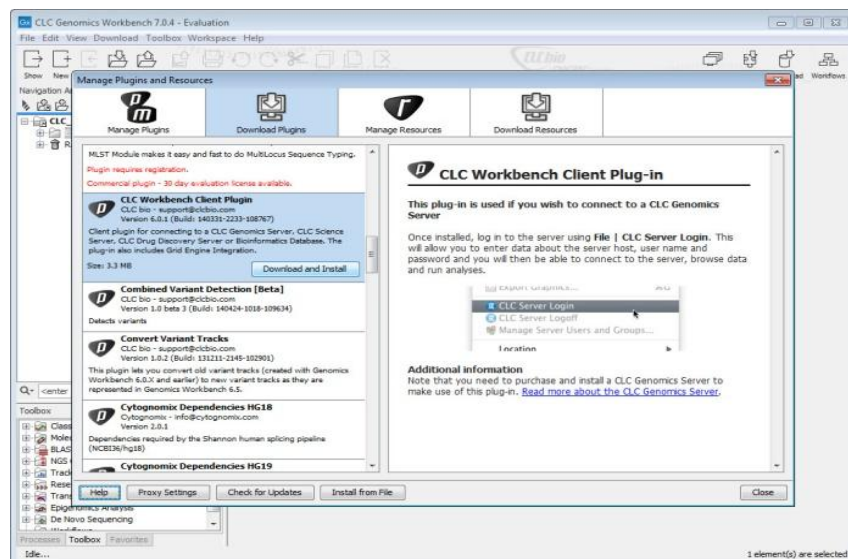 CLC Genomics Workbench 7.0.4 - Evaluation
File Edit View Download Toolbox Workspace Help
CLC bio
Show New
Workflows
Manage Plugins and Resources
Manage Plugins
Download Plugins
Manage Resources
Download Resources
MLST Module makes it easy and fast to do MultiLocus Sequence Typing.
Plugin requires registration.
Commercial plugin - 30 day evaluation license available.
CLC Workbench Client Plugin
CLC bio - support@clcbio.com
Version 6.0.1 (Build: 140331-2233-108767)
Client plugin for connecting to a CLC Genomics Server, CLC Science
Server, CLC Drug Discovery Server or Bioinformatics Database. The
plug-in also includes Grid Engine Integration.
Size: 3.3 MB
Download and Install
Combined Variant Detection [Beta]
CLC bio - support@clcbio.com
Version 1.0 beta 3 (Build: 140424-1018-109634)
Detects variants
Convert Variant Tracks
CLC bio - support@clcbio.com
Version 1.0.2 (Build: 131211-2145-102901)
This plugin lets you convert old variant tracks (created with Genomics
Workbench 6.0.X and earlier) to new variant tracks as they are
represented in Genomics Workbench 6.5.
Cytognomix Dependencies HG18
Cytognomix - info@cytognomix.com
Version 2.0.1
Dependencies required by the Shannon human splicing pipeline
(NCBI36/hg18)
Cytognomix Dependencies HG19
CLC Workbench Client Plug-in
This plug-in is used if you wish to connect to a CLC Genomics
Server
Once installed, log in to the server using File | CLC Server Login. This
will allow you to enter data about the server host, user name and
password and you will then be able to connect to the server, browse data
and run analyses.
Export Graphics...
CLC Server Login
CLC Server Logoff
Manage Server Users and Groups...
Location
Additional information
Note that you need to purchase and install a CLC Genomics Server to
make use of this plug-in. Read more about the CLC Genomics Server.
Help
Proxy Settings
Check for Updates
Install from File
Close
Navigation
CLC_
<enter
Toolbox
Class
Molec
BLAS
NGS
Track
Rese
Trans
Epigenomics Analysis
De Novo Sequencing
Workflows
Processes Toolbox Favorites
Idle...
1 element(s) are selected